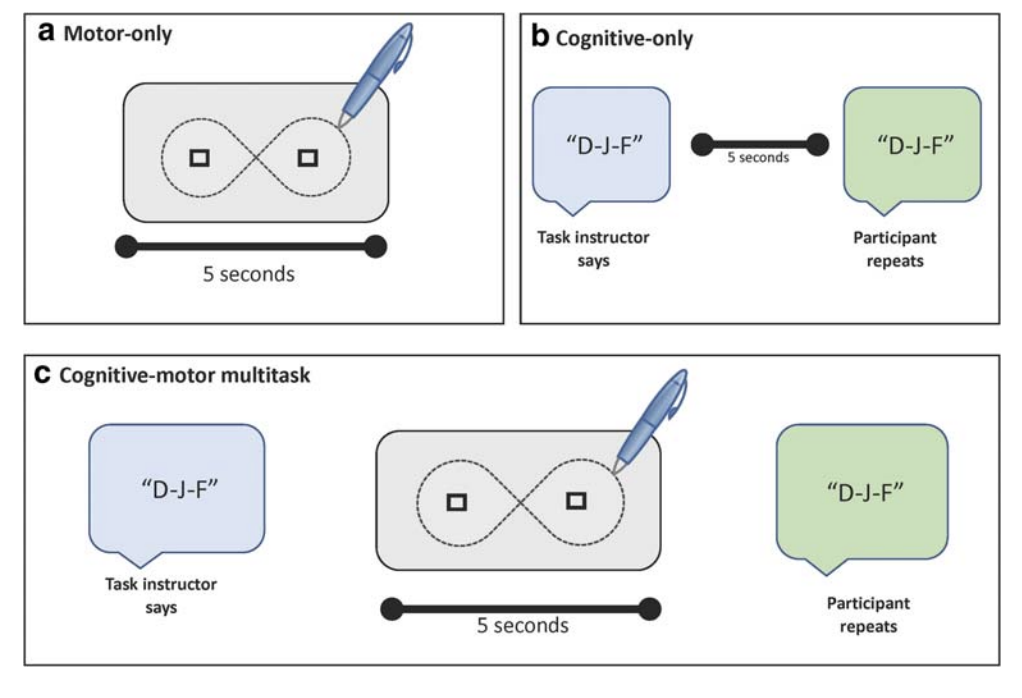 a Motor-only
5 seconds
b Cognitive-only
“D-J-F”
5 seconds
“D-J-F”
Task instructor
says
Participant
repeats
c Cognitive-motor multitask
“D-J-F”
Task instructor
says
5 seconds
“D-J-F”
Participant
repeats